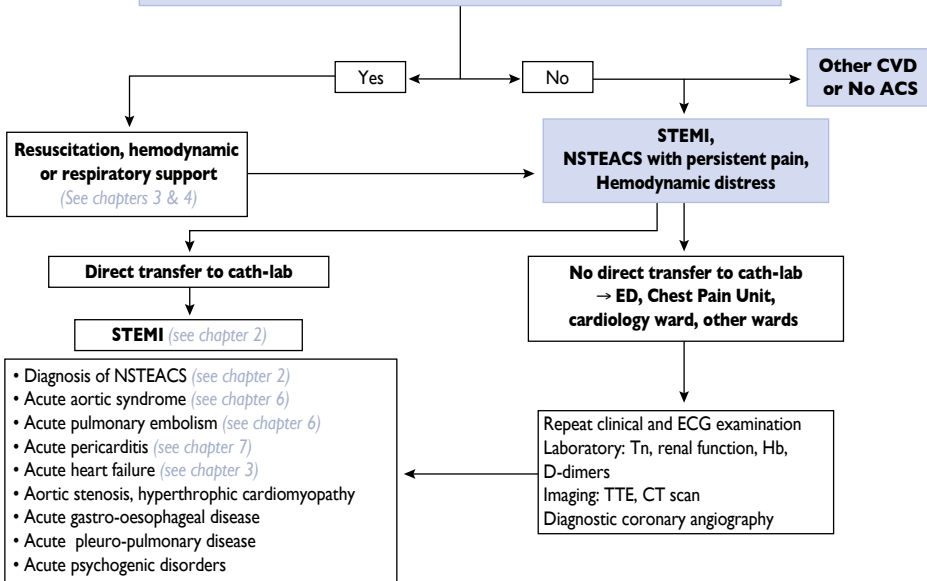 Yes
No
Other CVD
or No ACS
Resuscitation, hemodynamic
or respiratory support
(See chapters 3 & 4)
STEMI,
NSTEACS with persistent pain,
Hemodynamic distress
Direct transfer to cath-lab
No direct transfer to cath-lab
→ ED, Chest Pain Unit,
cardiology ward, other wards
STEMI (see chapter 2)
• Diagnosis of NSTEACS (see chapter 2)
• Acute aortic syndrome (see chapter 6)
• Acute pulmonary embolism (see chapter 6)
• Acute pericarditis (see chapter 7)
• Acute heart failure (see chapter 3)
• Aortic stenosis, hyperthrophic cardiomyopathy
• Acute gastro-oesophageal disease
• Acute pleuro-pulmonary disease
• Acute psychogenic disorders
Repeat clinical and ECG examination
Laboratory: Tn, renal function, Hb,
D-dimers
Imaging: TTE, CT scan
Diagnostic coronary angiography